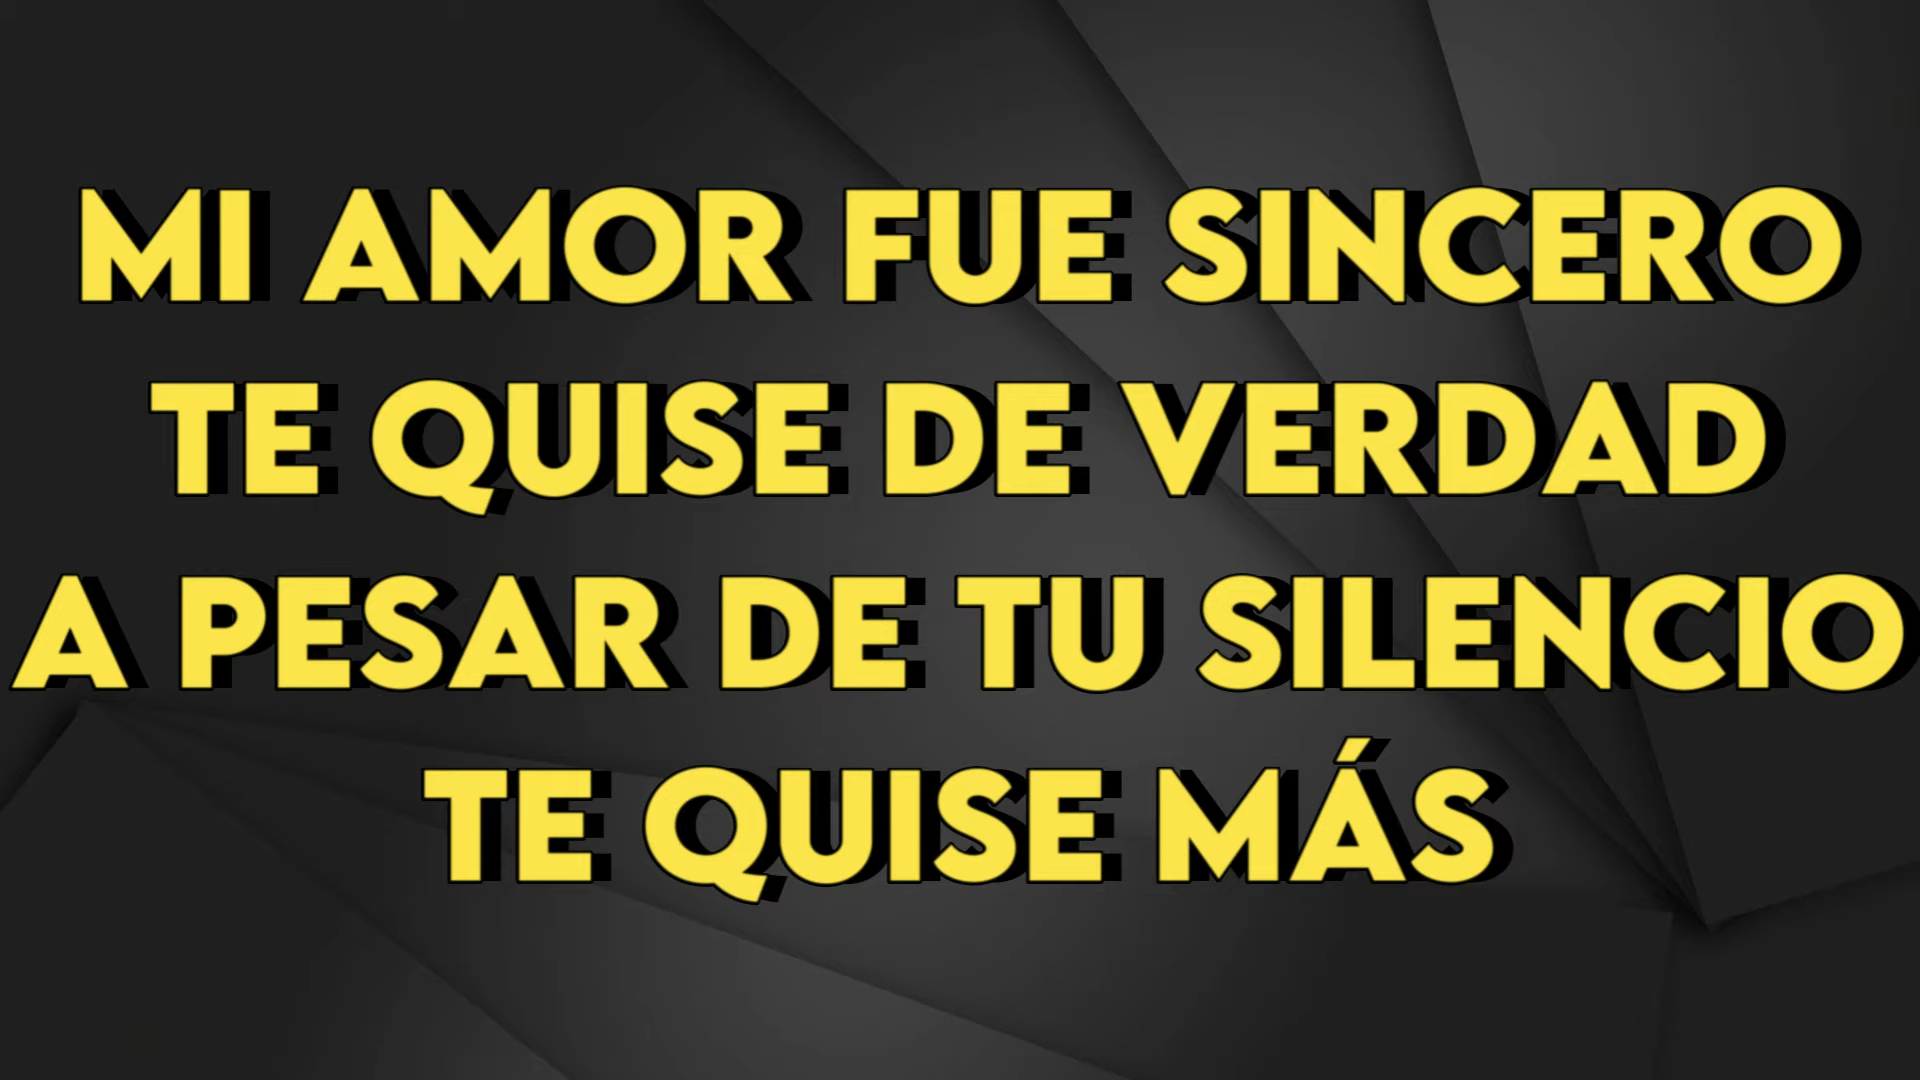 MI AMOR FUE SINCERO
TE QUISE DE VERDAD
A PESAR DE TU SILENCIO
TE QUISE MÁS